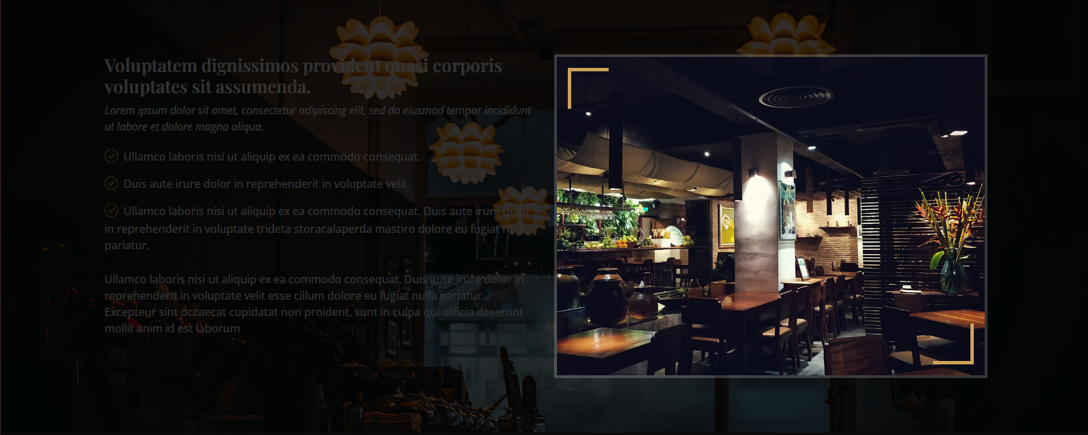 Voluptatem dignissimos provident quasi corporis
voluptates sit assumenda.
Lorem ipsum dolor sit amet, consectetur adipiscing elit, sed do eiusmod tempor incididunt
ut labore et dolore magna aliqua.
Ullamco laboris nisi ut aliquip ex ea commodo consequat.
Duis aute irure dolor in reprehenderit in voluptate velit.
Ullamco laboris nisi ut aliquip ex ea commodo consequat. Duis aute irure dolor
in reprehenderit in voluptate trideta storacalaperda mastiro dolore eu fugiat nulla
pariatur.
Ullamco laboris nisi ut aliquip ex ea commodo consequat. Duis aute irure dolor in
reprehenderit in voluptate velit esse cillum dolore eu fugiat nulla pariatur.
Excepteur sint occaecat cupidatat non proident, sunt in culpa qui officia deserunt
mollit anim id est laborum